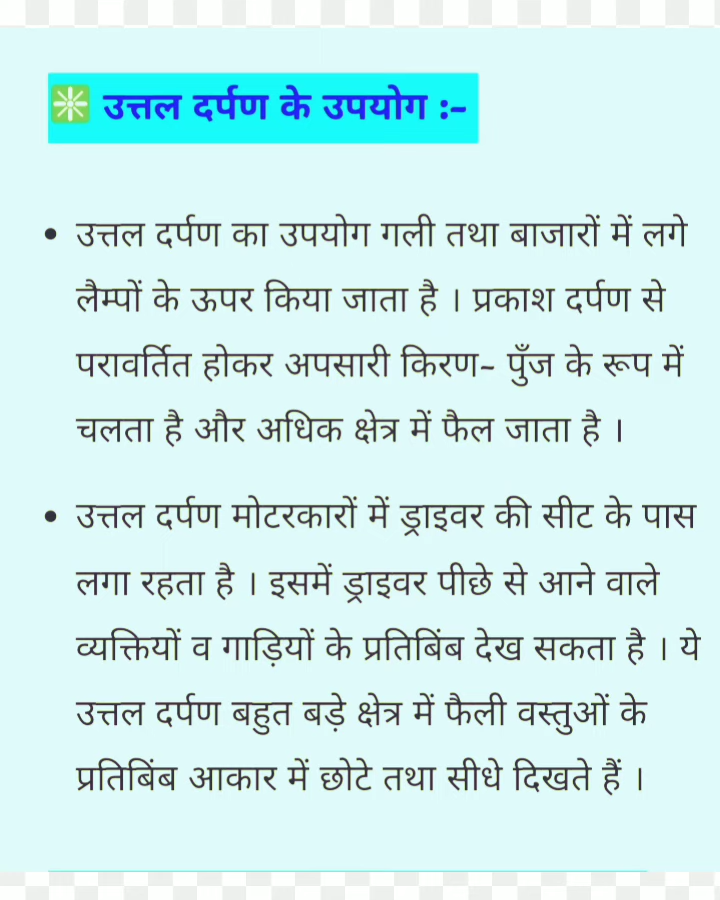 ❇️ उत्तल दर्पण के उपयोग :-
• उत्तल दर्पण का उपयोग गली तथा बाजारों में लगे
लैम्पों के ऊपर किया जाता है । प्रकाश दर्पण से
परावर्तित होकर अपसारी किरण- पुँज के रूप में
चलता है और अधिक क्षेत्र में फैल जाता है ।
• उत्तल दर्पण मोटरकारों में ड्राइवर की सीट के पास
लगा रहता है । इसमें ड्राइवर पीछे से आने वाले
व्यक्तियों व गाड़ियों के प्रतिबिंब देख सकता है । ये
उत्तल दर्पण बहुत बड़े क्षेत्र में फैली वस्तुओं के
प्रतिबिंब आकार में छोटे तथा सीधे दिखते हैं ।